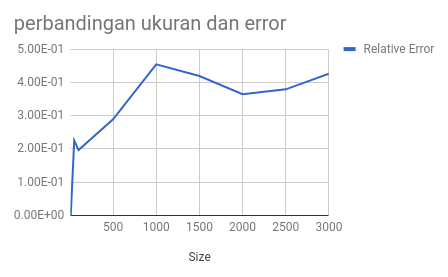 perbandingan ukuran dan error
5.00E-01
4.00E-01
3.00E-01
2.00E-01
1.00E-01
0.00E+00
500
1000
1500
2000
2500
3000
Size
Relative Error